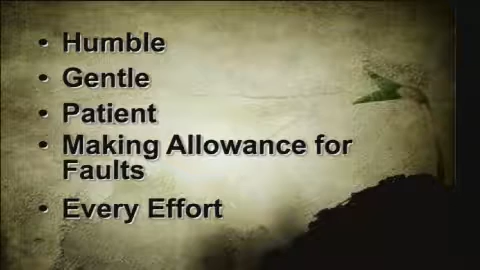 • Humble
• Gentle
• Patient
• Making Allowance for
Faults
• Every Effort